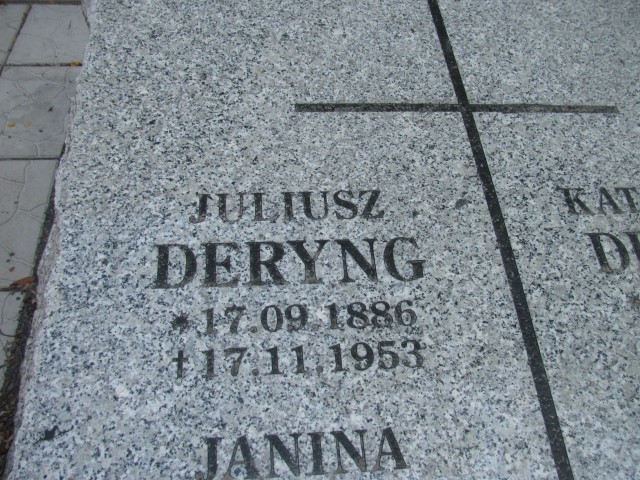 JULIUSZ
DERYNG
* 17.09.1886
† 17.11.1953
JANINA